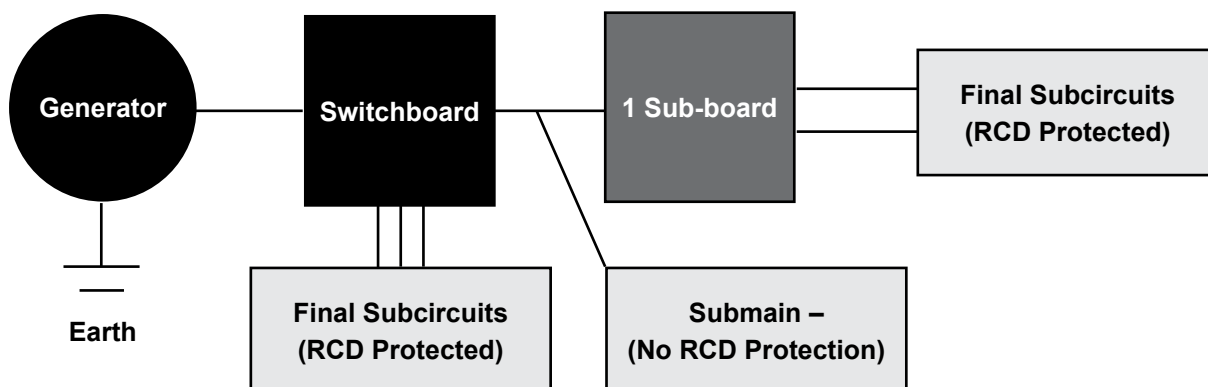 Generator
Switchboard
1 Sub-board
Final Subcircuits
(RCD Protected)
Earth
Final Subcircuits
(RCD Protected)
Submain –
(No RCD Protection)